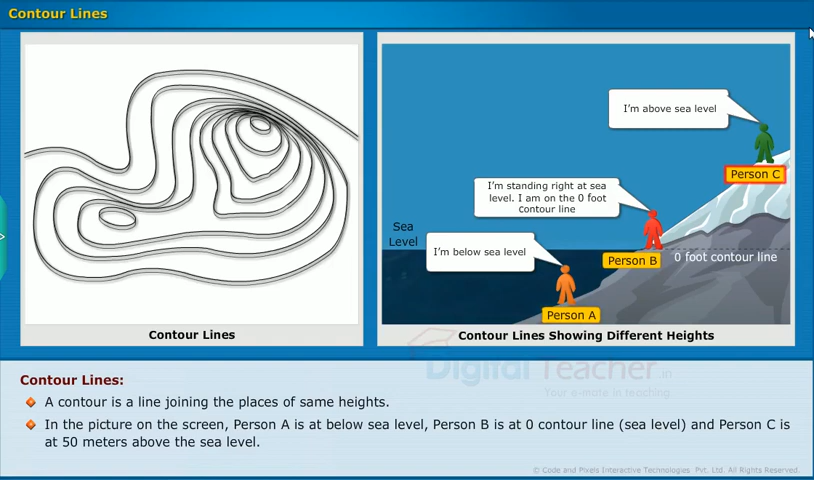 Contour Lines
I'm above sea level
Person C
I'm standing right at sea
level. I am on the 0 foot
contour line
Sea
Level
I'm below sea level
Person B
0 foot contour line
Person A
Contour Lines
Contour Lines Showing Different Heights
Digital Teacher.in
Your e-mate in teaching
Contour Lines:
A contour is a line joining the places of same heights.
In the picture on the screen, Person A is at below sea level, Person B is at 0 contour line (sea level) and Person C is
at 50 meters above the sea level.
© Code and Pixels Interactive Technologies Pvt. Ltd. All Rights Reserved.